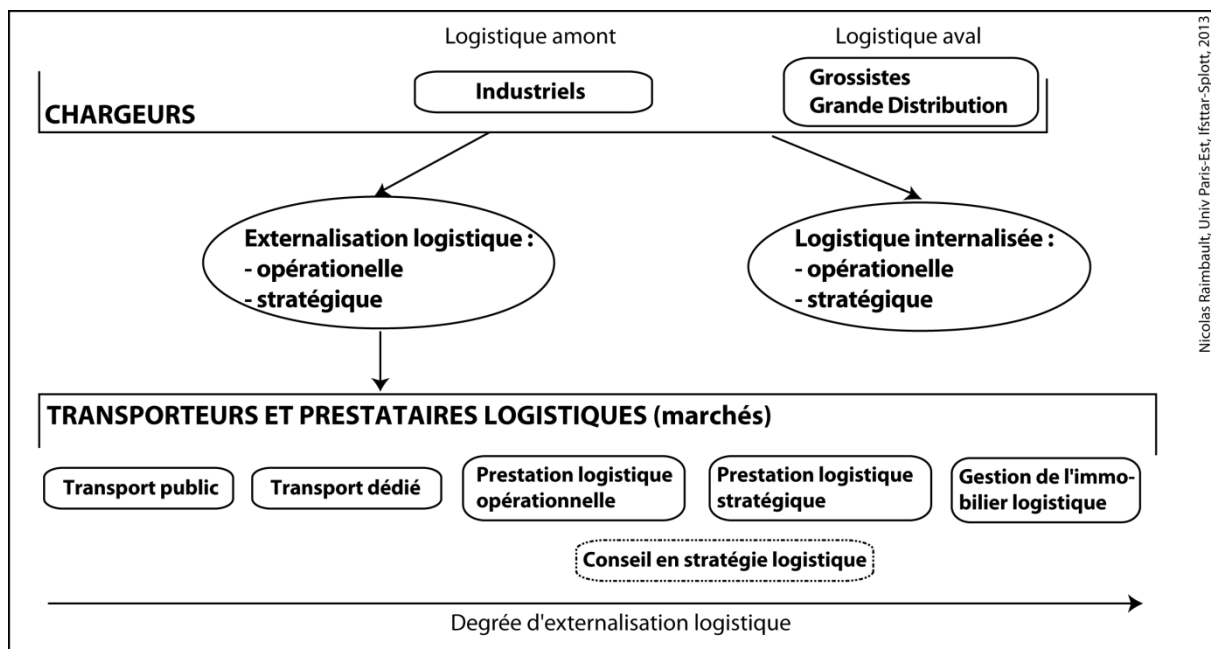 Logistique amont
Logistique aval
Industriels
Grossistes
Grande Distribution
CHARGEURS
Externalisation logistique :
- opérationelle
- stratégique
Logistique internalisée :
- opérationelle
- stratégique
TRANSPORTEURS ET PRESTATAIRES LOGISTIQUES (marchés)
Transport public
Transport dédié
Prestation logistique
opérationnelle
Prestation logistique
stratégique
Gestion de l'immo-
bilier logistique
Conseil en stratégie logistique
Degrée d'externalisation logistique
Nicolas Raimbault, Univ Paris-Est, Ifsttar-Splott, 2013